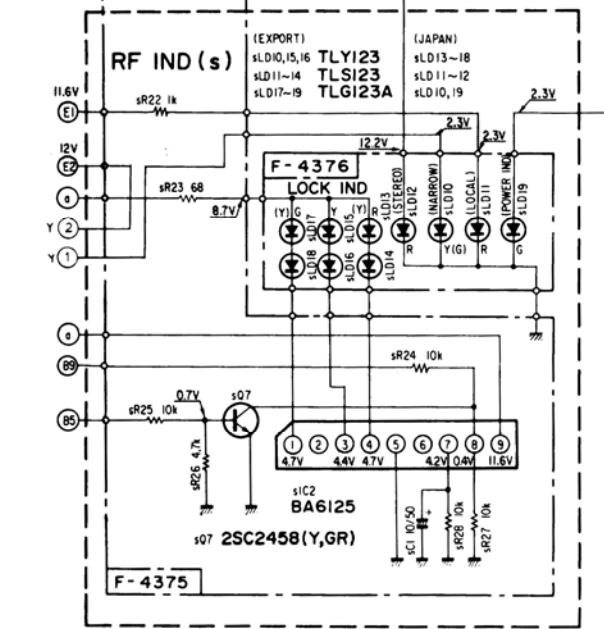 (EXPORT) (JAPAN)
RF IND(s)
sLD10,15,16 TLY123 sLD13~18
sLD11~14 TLS123 sLD11~12
sLD17~19 TLG123A sLD10,19
11.6V
E1
sR22 1k
2.3V
2.3V
2.3V
12V
E2
12.2V
F-4376
LOCK IND
a
sR23 68
8.7V
Y 2
Y 1
(Y) G
sLD17
Y
sLD15
(Y) R
sLD13
(STEREO)
sLD12
(NARROW)
sLD10
(LOCAL)
sLD11
(POWER IND)
sLD19
R
Y(G)
R
G
sLD18
sLD16
sLD14
a
B9
sR24 10k
B5
sR25 10k
0.7V
sQ7
sR26 4.7k
1 2 3 4 5 6 7 8 9
4.7V 4.4V 4.7V 4.2V 0.4V 11.6V
sIC2
BA6125
sQ7 2SC2458(Y,GR)
sC1 10/50
+
sR28 10k
sR27 10k
F-4375